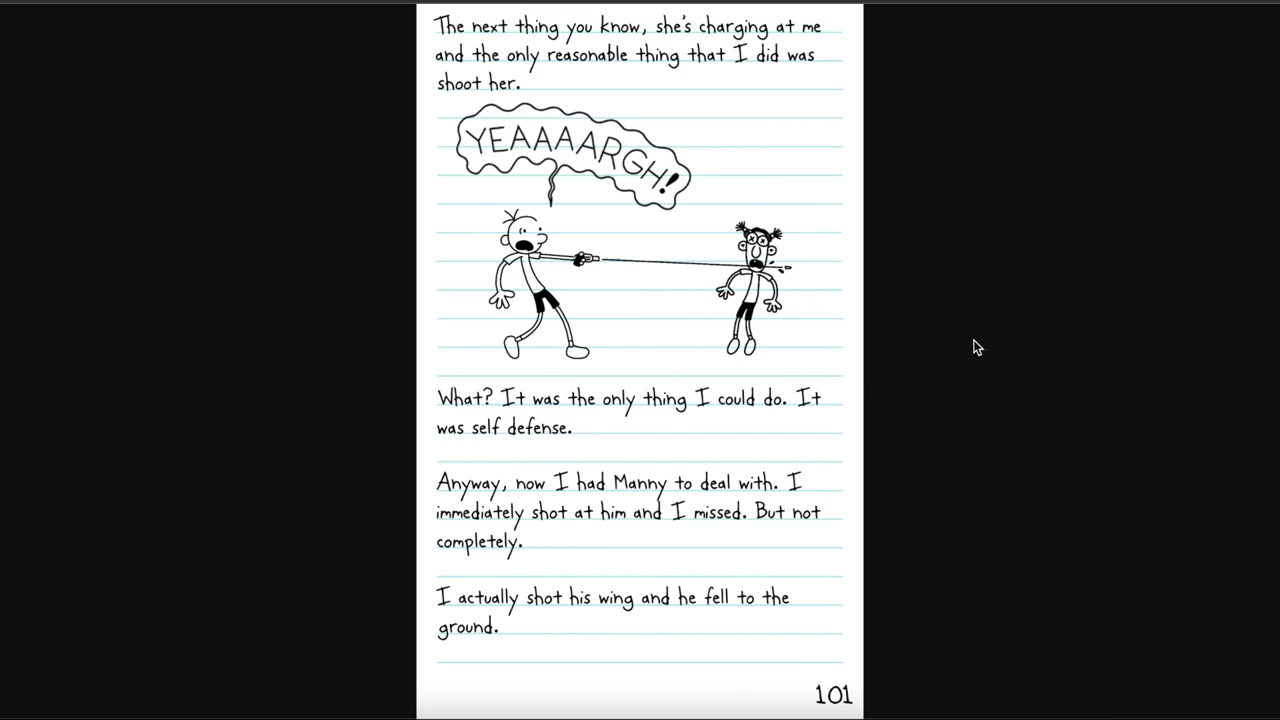 The next thing you know, she's charging at me
and the only reasonable thing that I did was
shoot her.
YEAAAARGH!
What? It was the only thing I could do. It
was self defense.
Anyway, now I had Manny to deal with. I
immediately shot at him and I missed. But not
completely.
I actually shot his wing and he fell to the
ground.
101